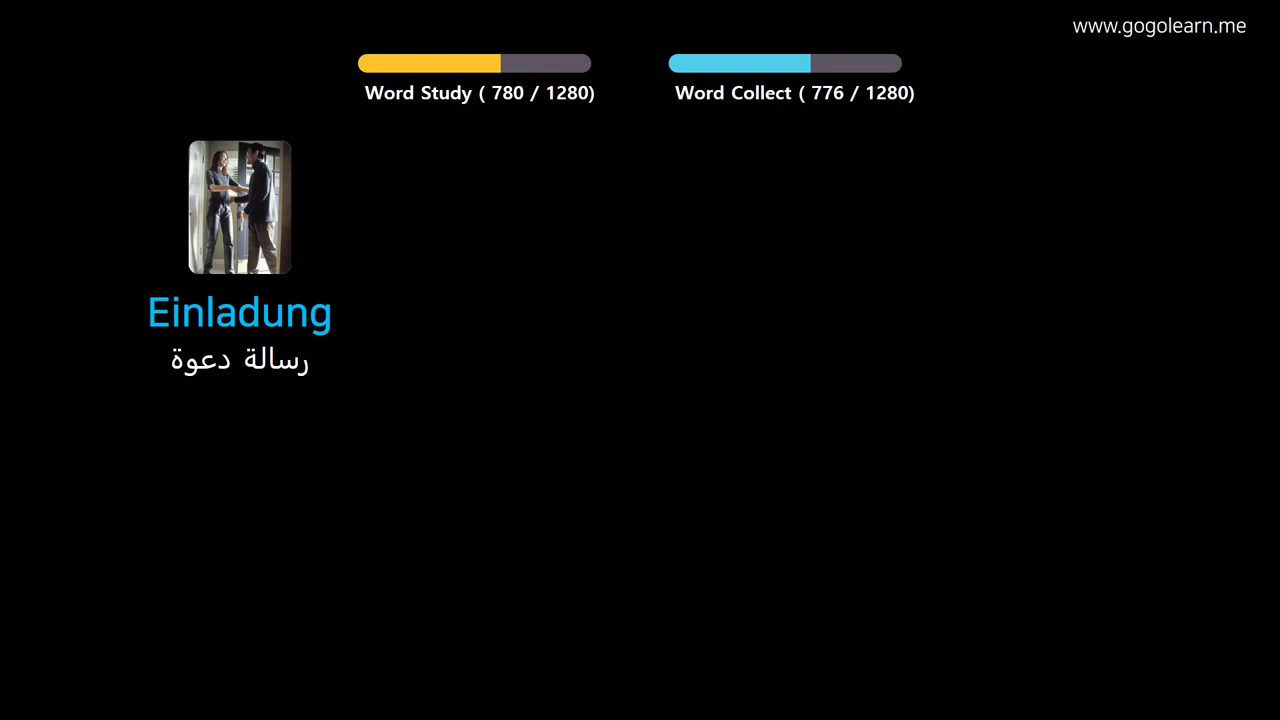 www.gogolearn.me
Word Study ( 780 / 1280)
Word Collect ( 776 / 1280)
Einladung
رسالة دعوة